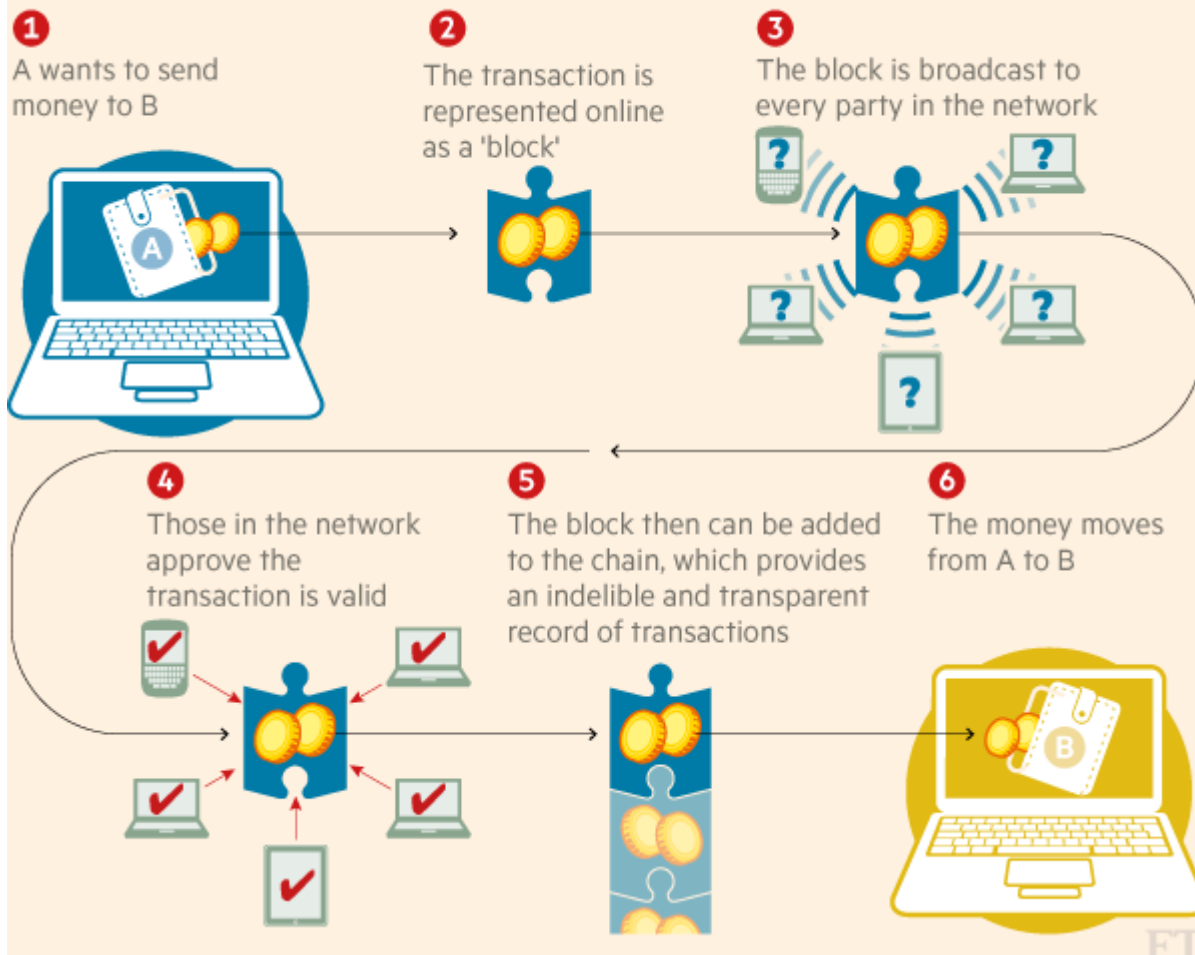 1
A wants to send
money to B
2
The transaction is
represented online
as a 'block'
3
The block is broadcast to
every party in the network
A
?
?
?
?
?
4
Those in the network
approve the
transaction is valid
5
The block then can be added
to the chain, which provides
an indelible and transparent
record of transactions
6
The money moves
from A to B
B
FT